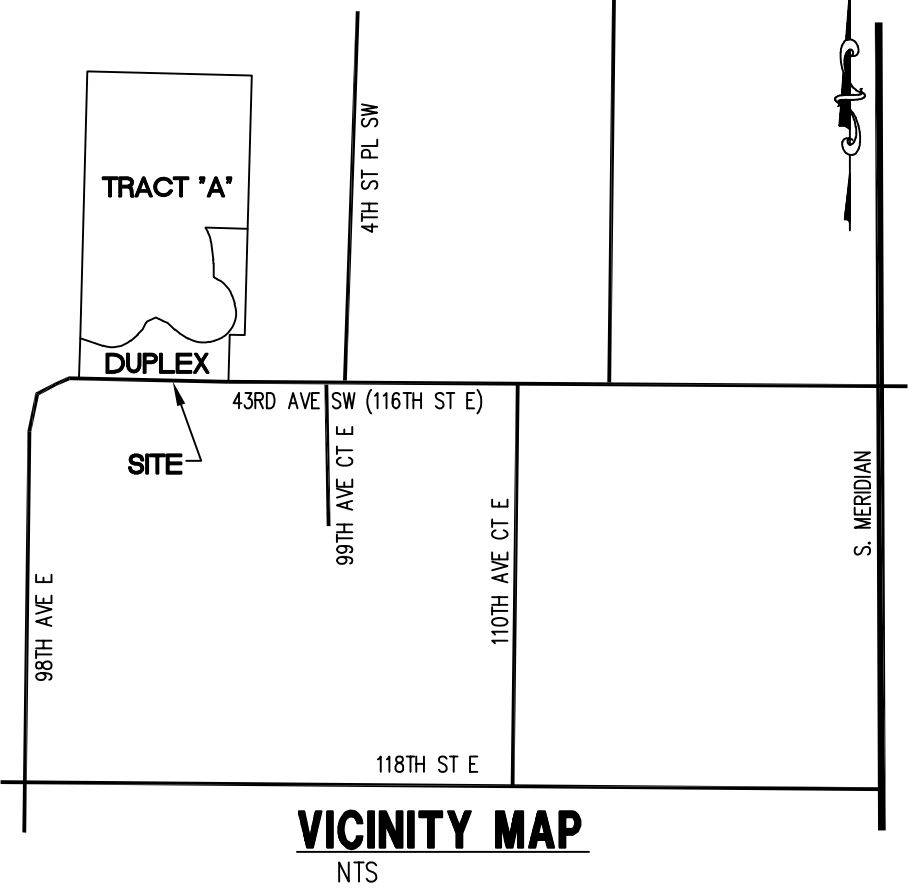 4TH ST PL SW
TRACT "A"
DUPLEX
43RD AVE SW (116TH ST E)
SITE
99TH AVE CT E
S. MERIDIAN
110TH AVE CT E
98TH AVE E
118TH ST E
VICINITY MAP
NTS